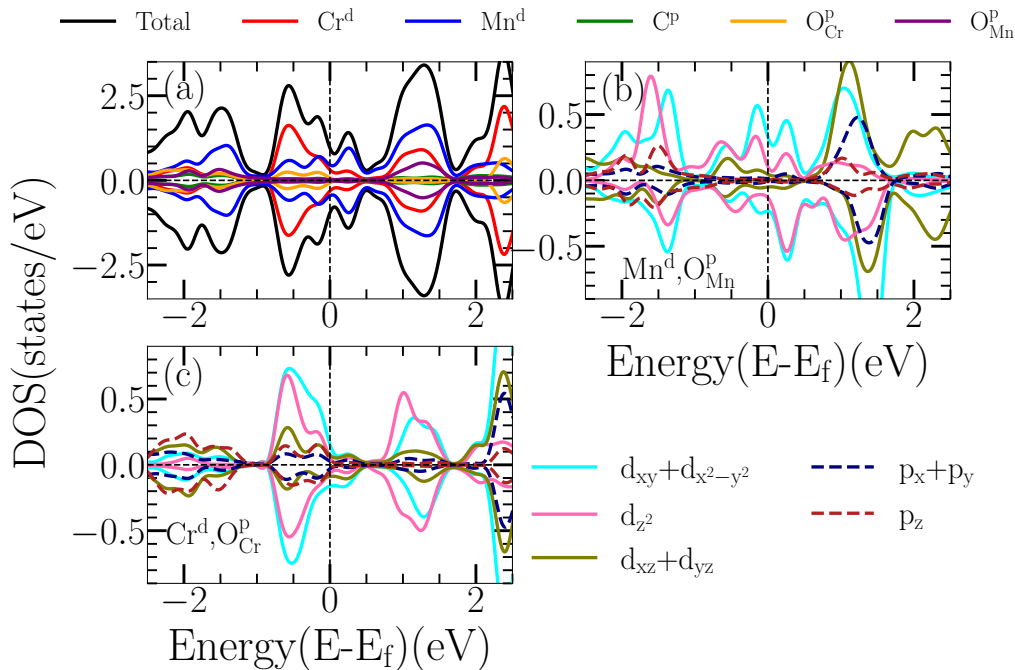 Total Cr^d Mn^d C^p O^p_Cr O^p_Mn
(a)
2.5
0.0
−2.5
−2 0 2
(b)
0.5
0.0
−0.5
Mn^d,O^p_Mn
−2 0 2
Energy(E-E_f)(eV)
DOS(states/eV)
(c)
0.5
0.0
−0.5
Cr^d,O^p_Cr
−2 0 2
Energy(E-E_f)(eV)
d_xy+d_x²−y² p_x+p_y
d_z² p_z
d_xz+d_yz